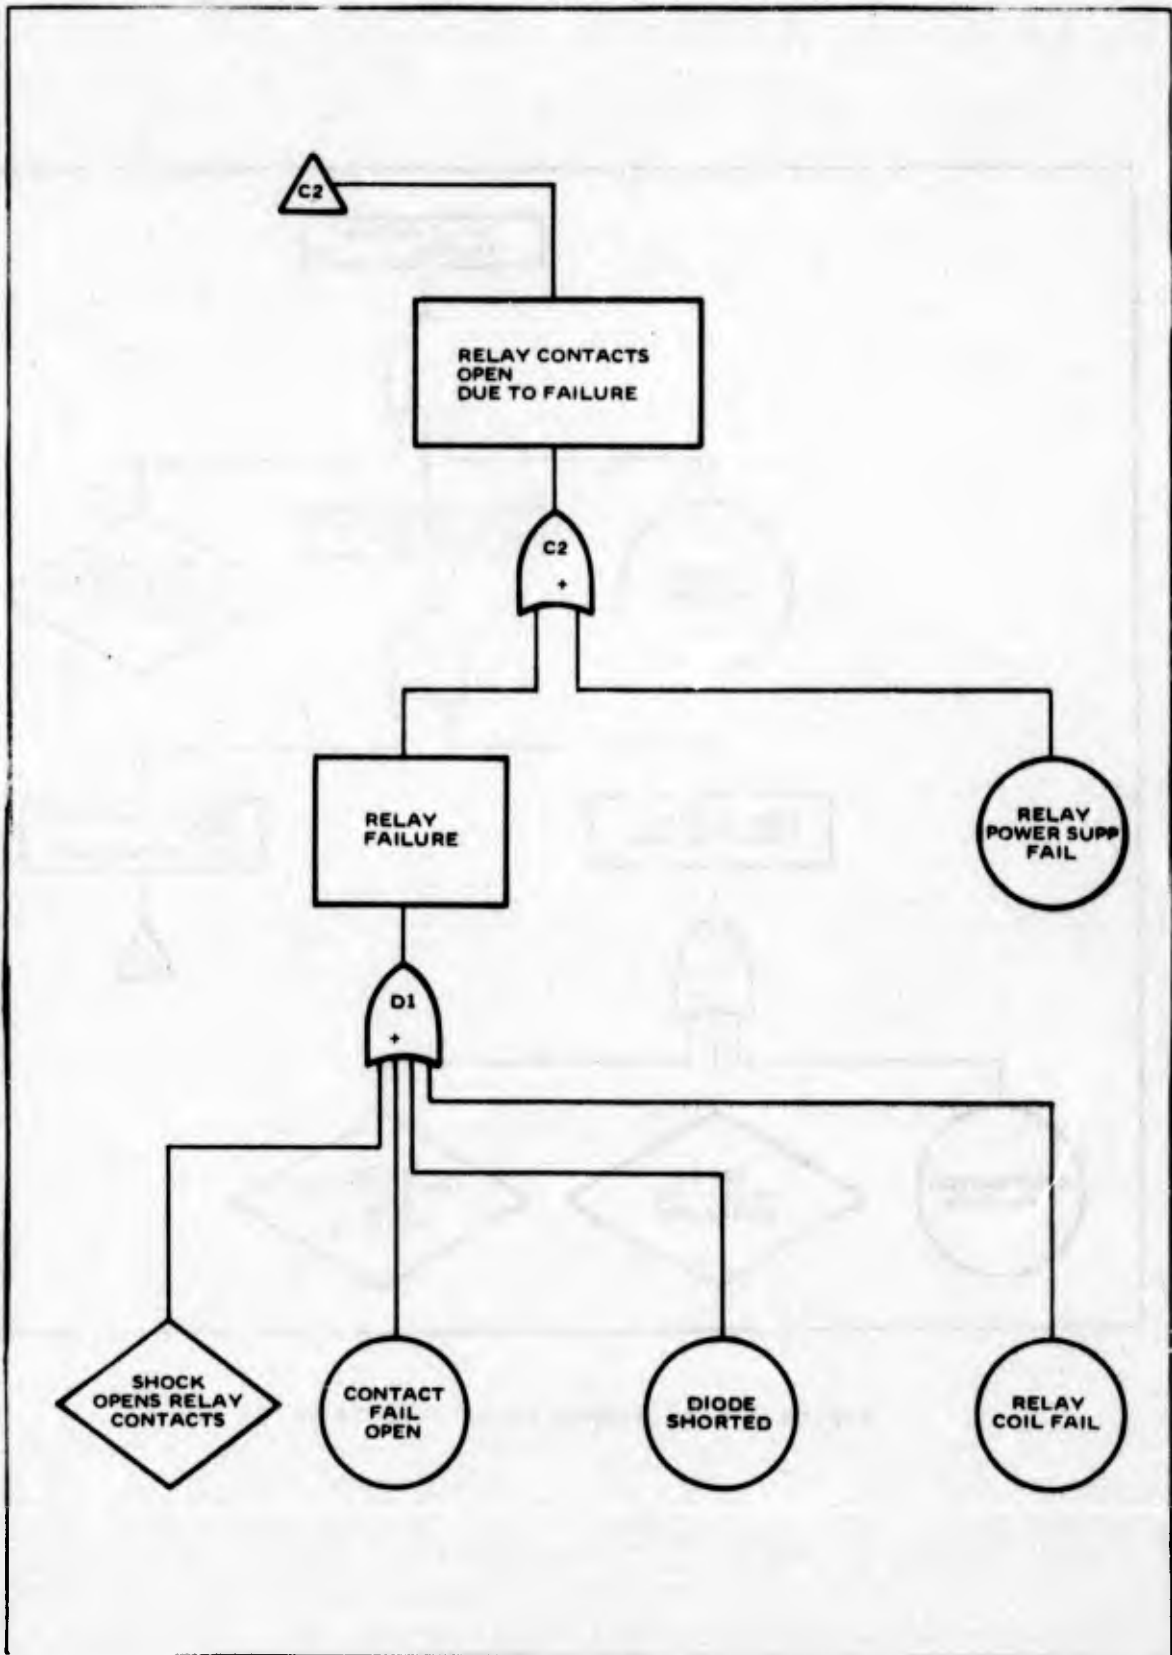 C2
RELAY CONTACTS
OPEN
DUE TO FAILURE
C2
+
RELAY
FAILURE
RELAY
POWER SUPP
FAIL
D1
+
SHOCK
OPENS RELAY
CONTACTS
CONTACT
FAIL
OPEN
DIODE
SHORTED
RELAY
COIL FAIL